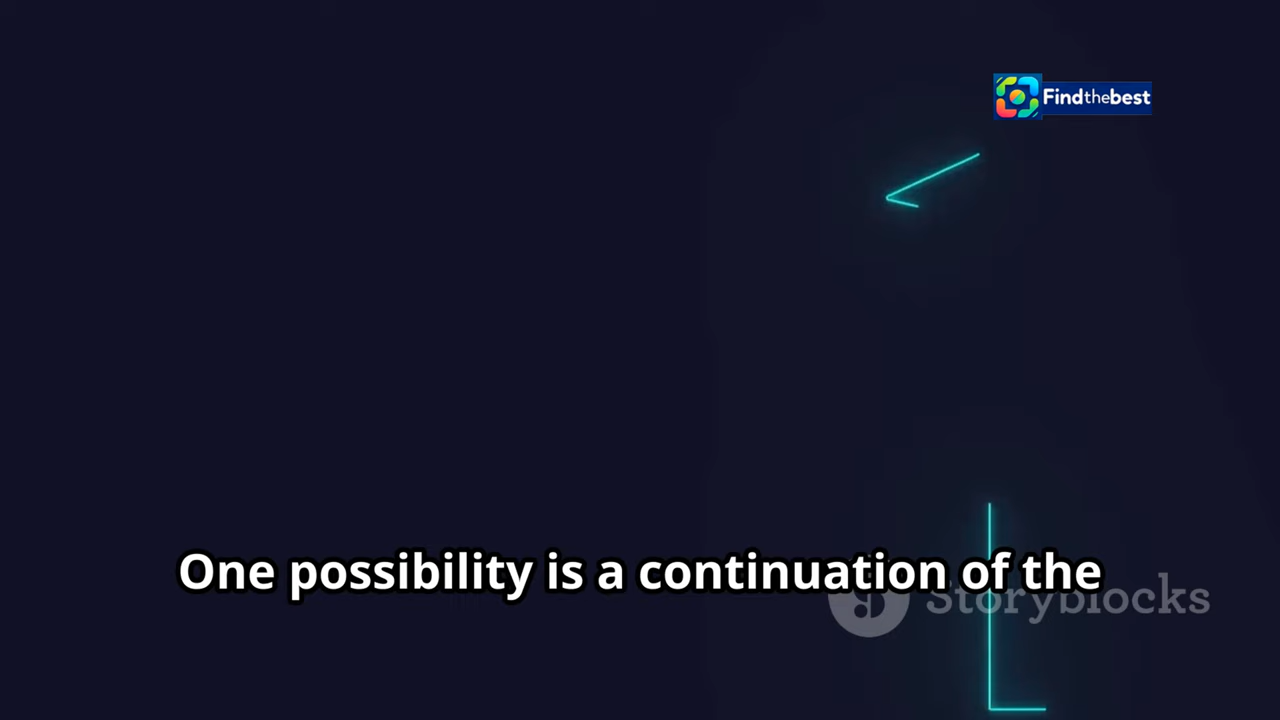 Findthebest
One possibility is a continuation of the
Storyblocks